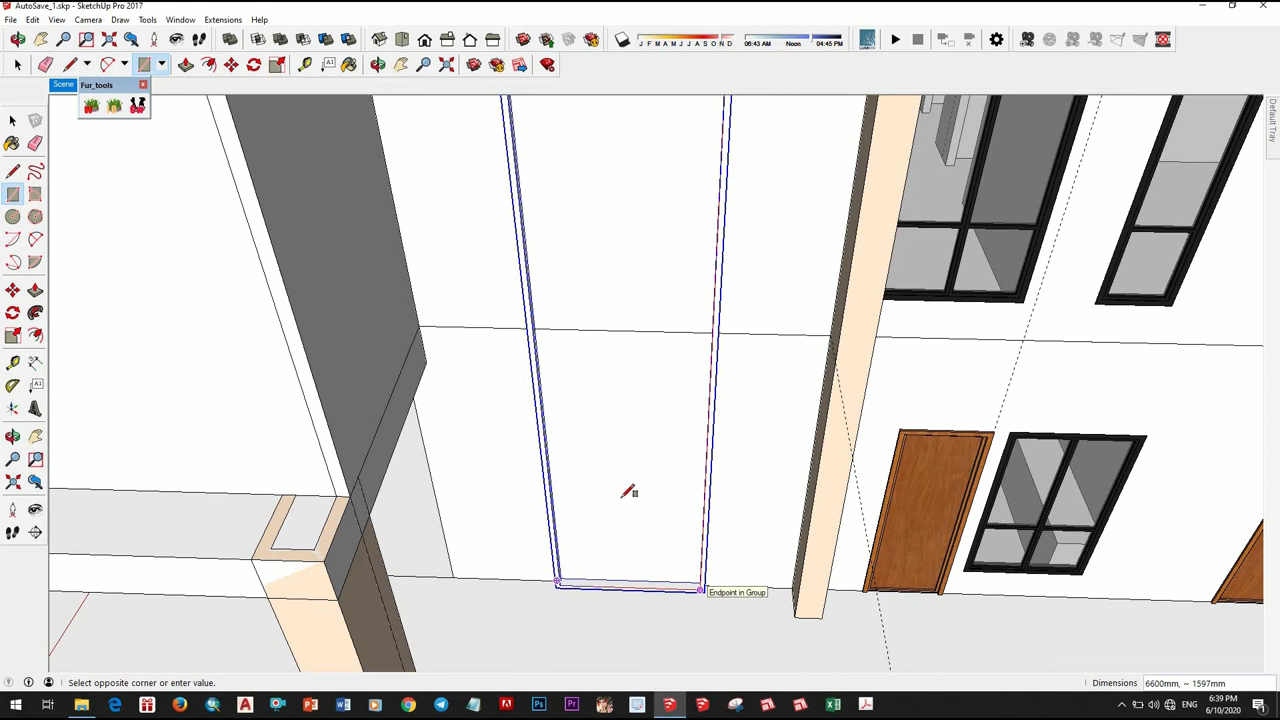 AutoSave_1.skp - SketchUp Pro 2017
File Edit View Camera Draw Tools Window Extensions Help
J F M A M J J A S O N D
06:43 AM Noon 04:45 PM
Scene
Fur_tools
Default Tray
Endpoint in Group
Select opposite corner or enter value.
Dimensions 6600mm, ~ 1597mm
ENG
6:39 PM
6/10/2020